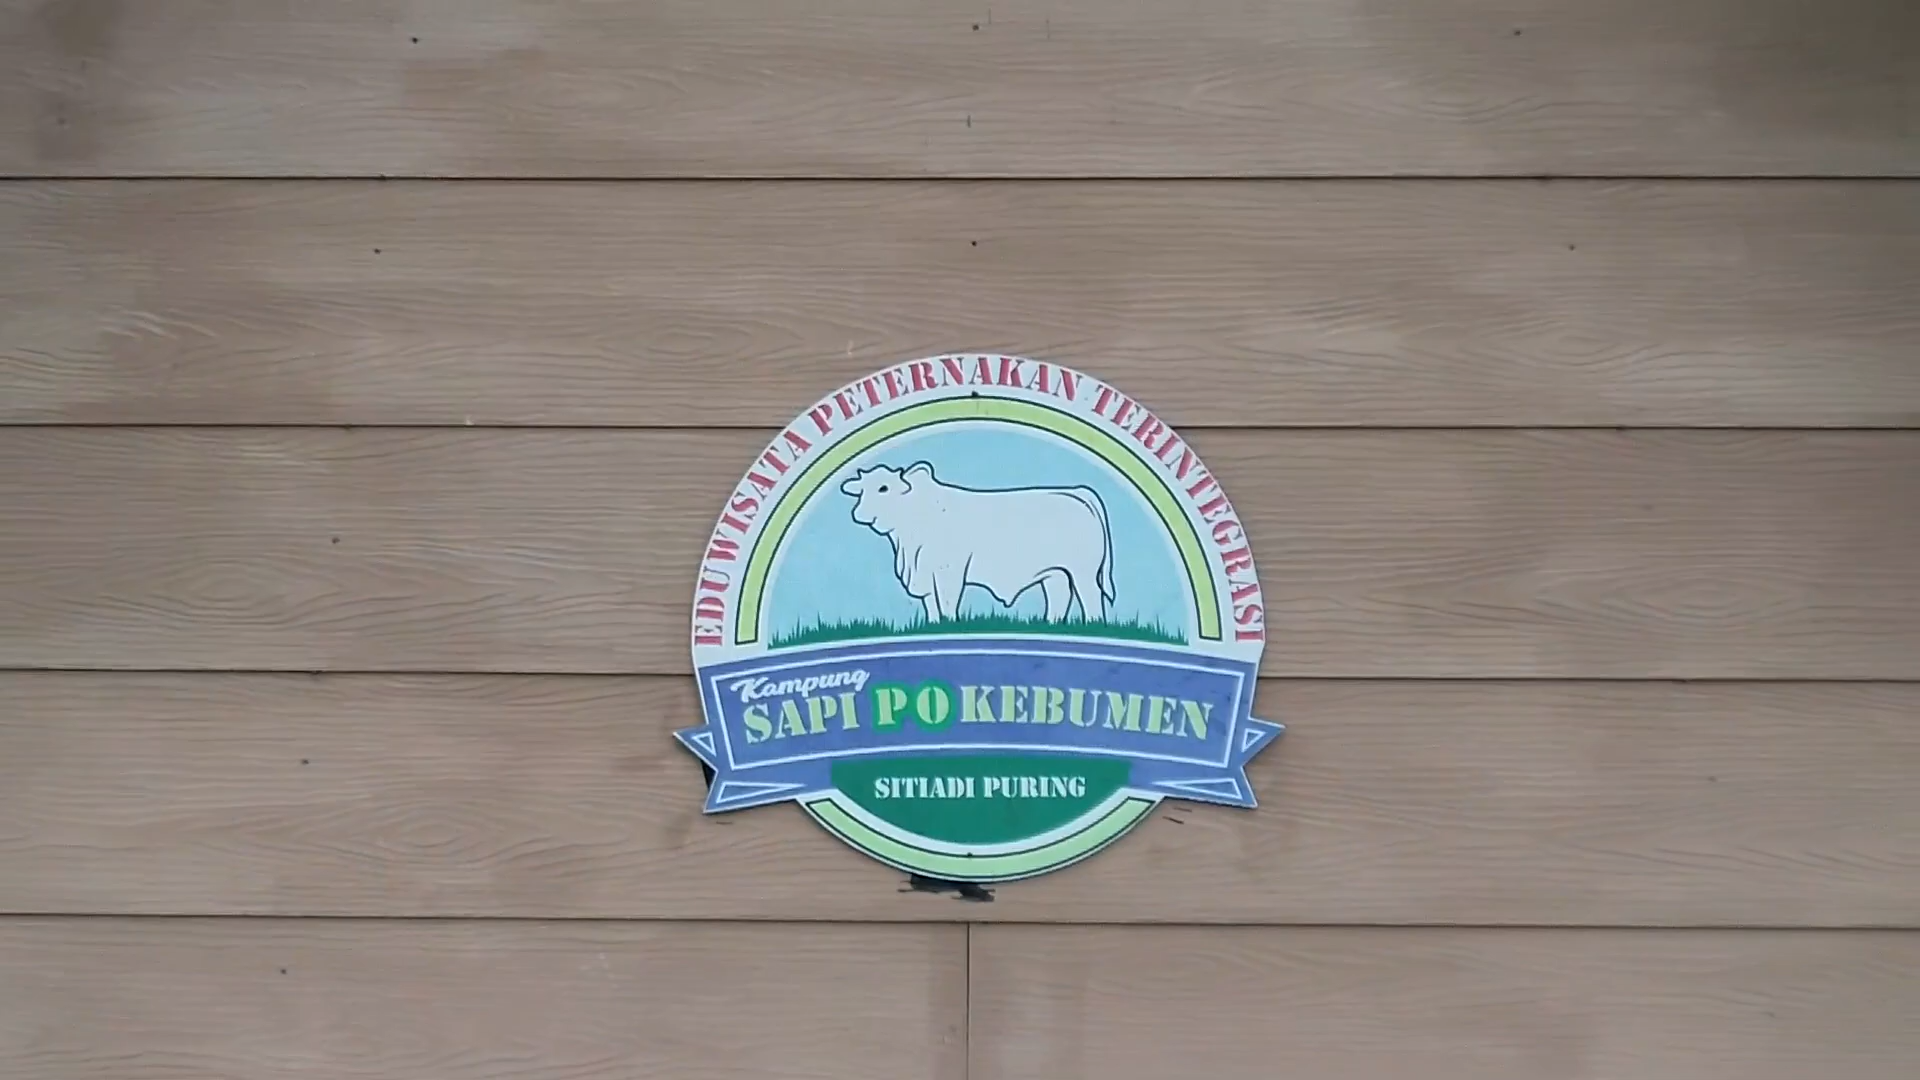 EDUWISATA PETERNAKAN TERINTEGRASI
Kampung
SAPI PO KEBUMEN
SITIADI PURING